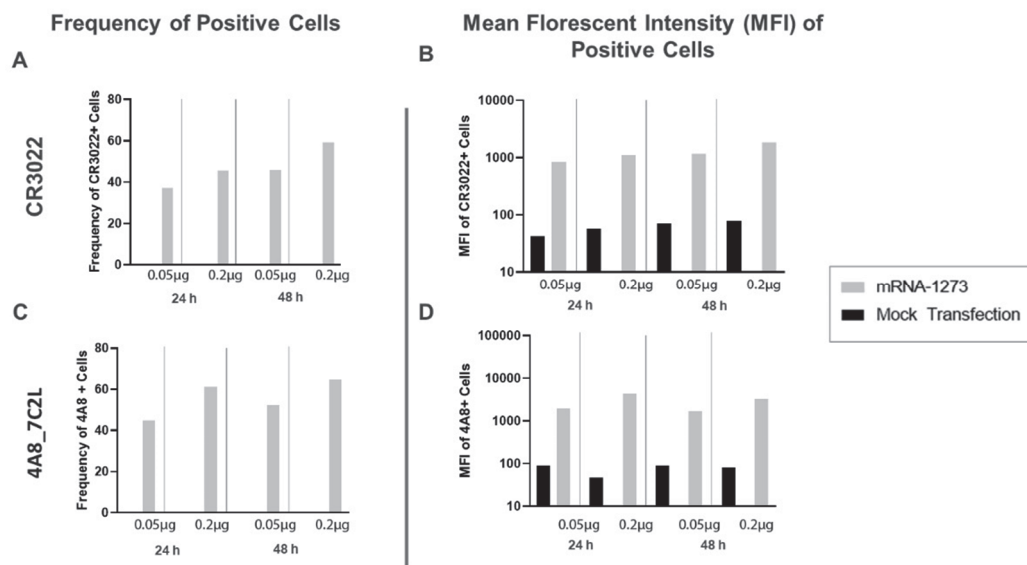 Frequency of Positive Cells
Mean Florescent Intensity (MFI) of
Positive Cells
A
CR3022
Frequency of CR3022+ Cells
80
60
40
20
0
0.05µg 0.2µg 0.05µg 0.2µg
24 h 48 h
B
MFI of CR3022+ Cells
10000
1000
100
10
0.05µg 0.2µg 0.05µg 0.2µg
24 h 48 h
mRNA-1273
Mock Transfection
C
4A8_7C2L
Frequency of 4A8 + Cells
80
60
40
20
0
0.05µg 0.2µg 0.05µg 0.2µg
24 h 48 h
D
MFI of 4A8+ Cells
100000
10000
1000
100
10
0.05µg 0.2µg 0.05µg 0.2µg
24 h 48 h